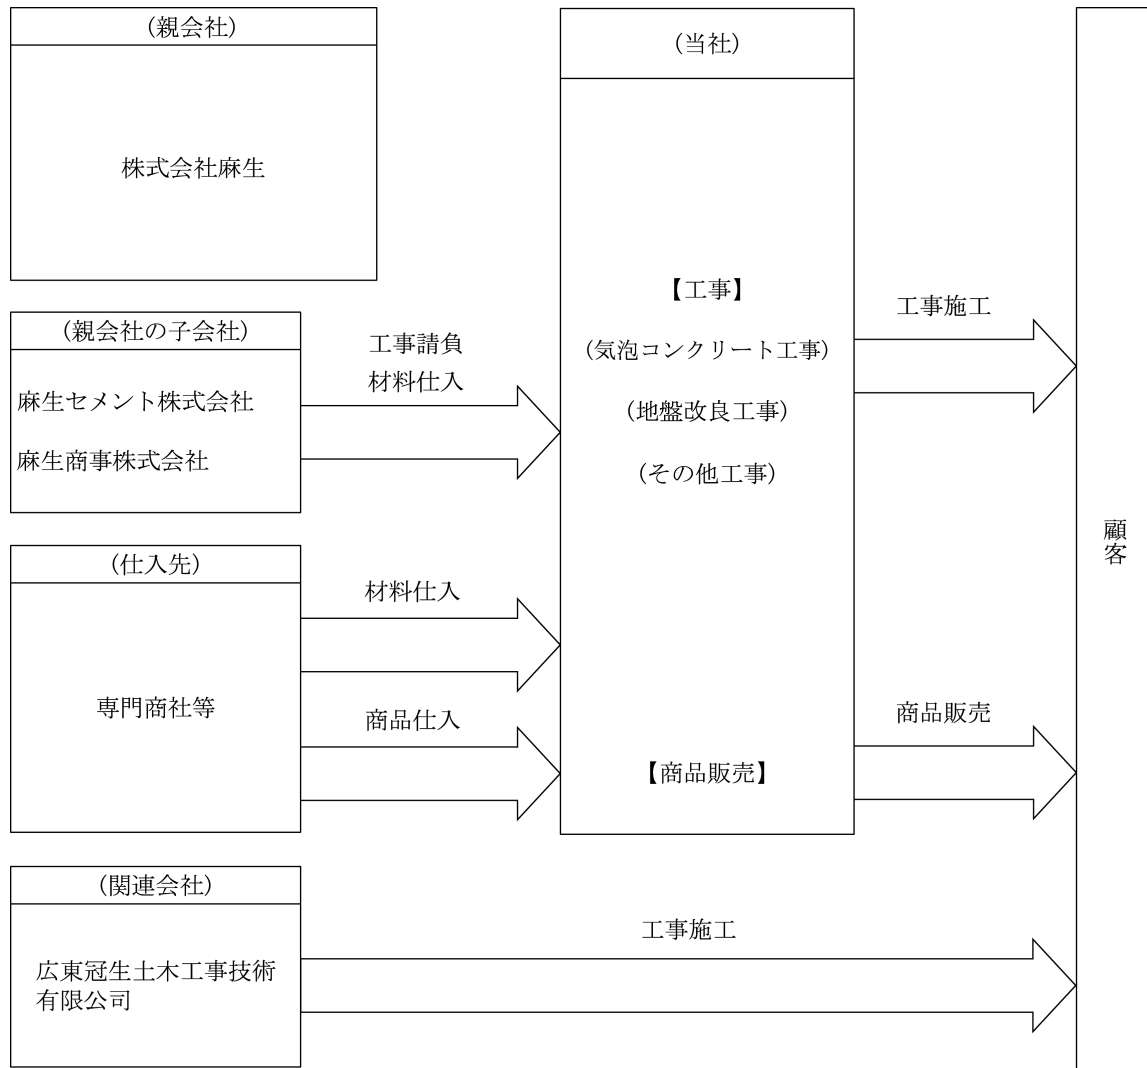 （親会社）
株式会社麻生
（親会社の子会社）
麻生セメント株式会社
麻生商事株式会社
工事請負
材料仕入
（仕入先）
専門商社等
材料仕入
商品仕入
（関連会社）
広東冠生土木工事技術
有限公司
工事施工
（当社）
【工事】
（気泡コンクリート工事）
（地盤改良工事）
（その他工事）
【商品販売】
工事施工
商品販売
顧客